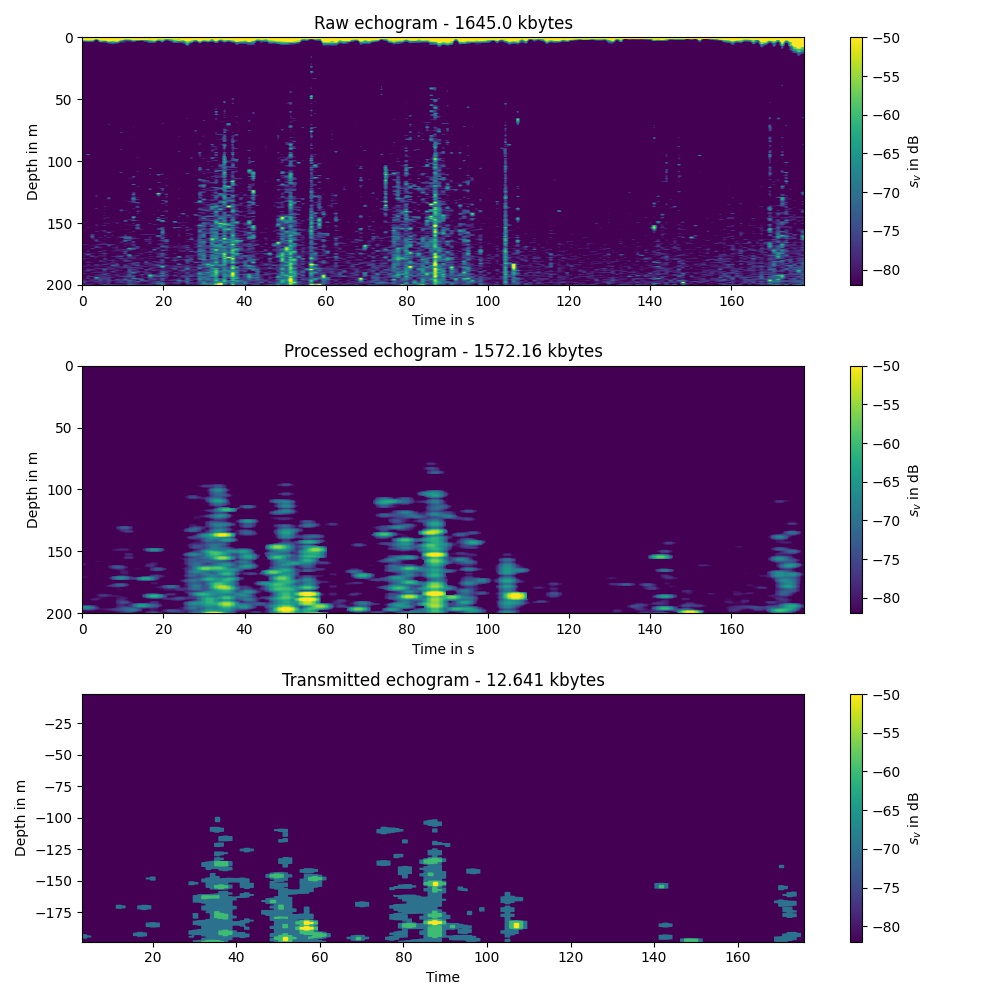 Raw echogram - 1645.0 kbytes
0
50
100
150
200
Depth in m
0 20 40 60 80 100 120 140 160
Time in s
−50
−55
−60
−65
−70
−75
−80
s_v in dB
Processed echogram - 1572.16 kbytes
0
50
100
150
200
Depth in m
0 20 40 60 80 100 120 140 160
Time in s
−50
−55
−60
−65
−70
−75
−80
s_v in dB
Transmitted echogram - 12.641 kbytes
−25
−50
−75
−100
−125
−150
−175
Depth in m
20 40 60 80 100 120 140 160
Time
−50
−55
−60
−65
−70
−75
−80
s_v in dB